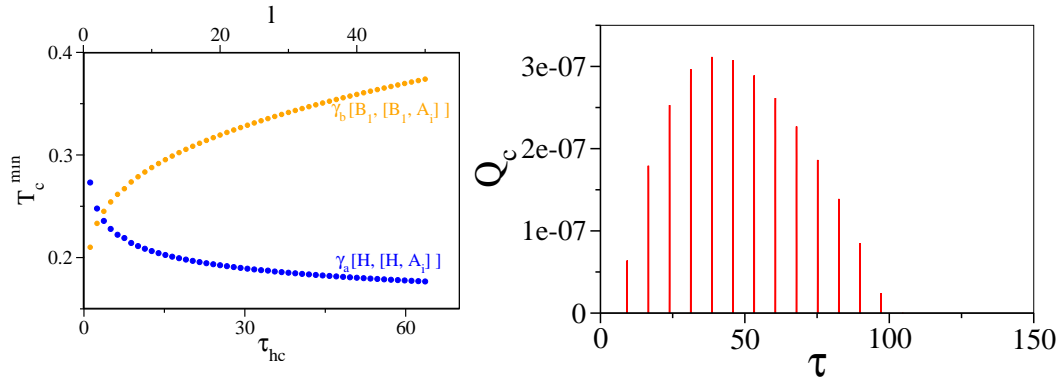 l
0 20 40
0.4
0.3
0.2
T_c^min
γ_b[B_1, [B_1, A_i] ]
γ_a[H, [H, A_i] ]
0 30 60
τ_hc
3e-07
2e-07
1e-07
0
Q_c
0 50 100 150
τ